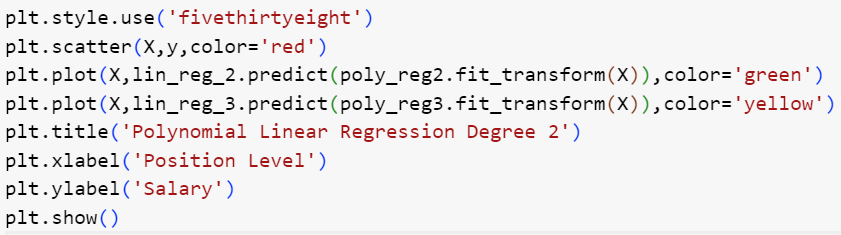 plt.style.use('fivethirtyeight')
plt.scatter(X,y,color='red')
plt.plot(X,lin_reg_2.predict(poly_reg2.fit_transform(X)),color='green')
plt.plot(X,lin_reg_3.predict(poly_reg3.fit_transform(X)),color='yellow')
plt.title('Polynomial Linear Regression Degree 2')
plt.xlabel('Position Level')
plt.ylabel('Salary')
plt.show()